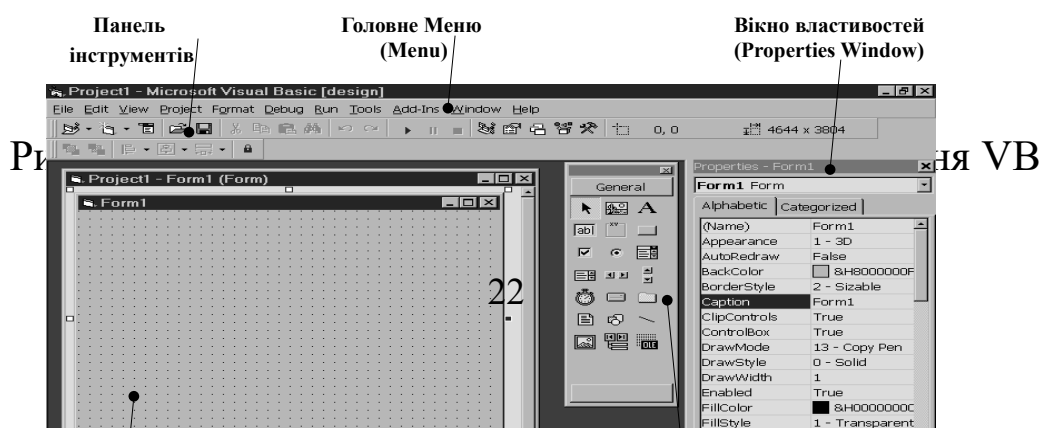 Панель
інструментів
Головне Меню
(Menu)
Вікно властивостей
(Properties Window)
Project1 - Microsoft Visual Basic [design]
File Edit View Project Format Debug Run Tools Add-Ins Window Help
0, 0 4644 x 3804
ня VB
Project1 - Form1 (Form)
Form1
22
General
A
ab|
XY
OLE
Properties - Form1
Form1 Form
Alphabetic Categorized
(Name) Form1
Appearance 1 - 3D
AutoRedraw False
BackColor &H8000000F
BorderStyle 2 - Sizable
Caption Form1
ClipControls True
ControlBox True
DrawMode 13 - Copy Pen
DrawStyle 0 - Solid
DrawWidth 1
Enabled True
FillColor &H0000000C
FillStyle 1 - Transparent